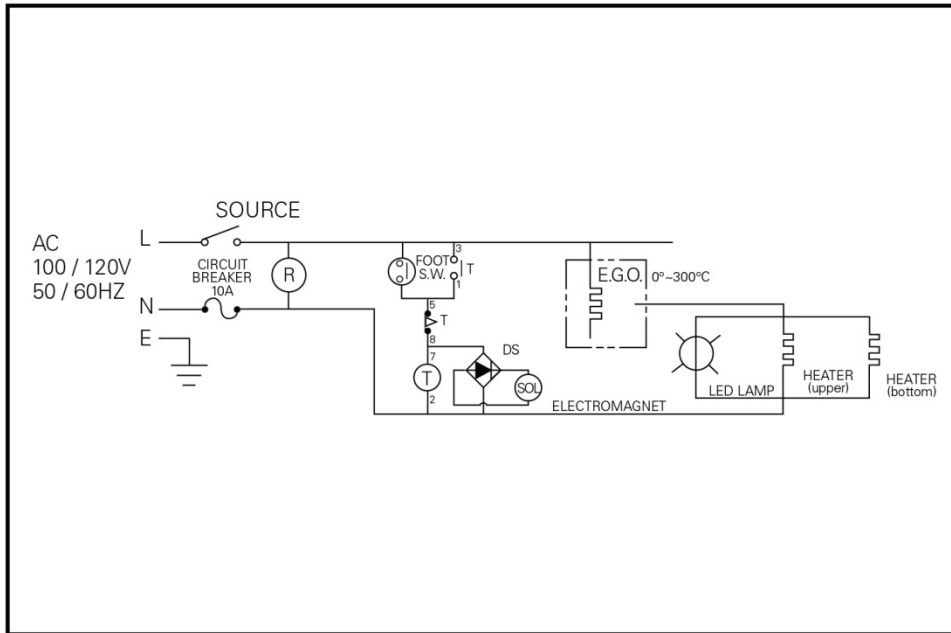 SOURCE
AC
100 / 120V
50 / 60HZ
L
CIRCUIT
BREAKER
10A
N
E
R
FOOT
S.W.
3
T
1
5
T
8
7
T
2
DS
SOL
ELECTROMAGNET
E.G.O.
0°~300°C
LED LAMP
HEATER
(upper)
HEATER
(bottom)